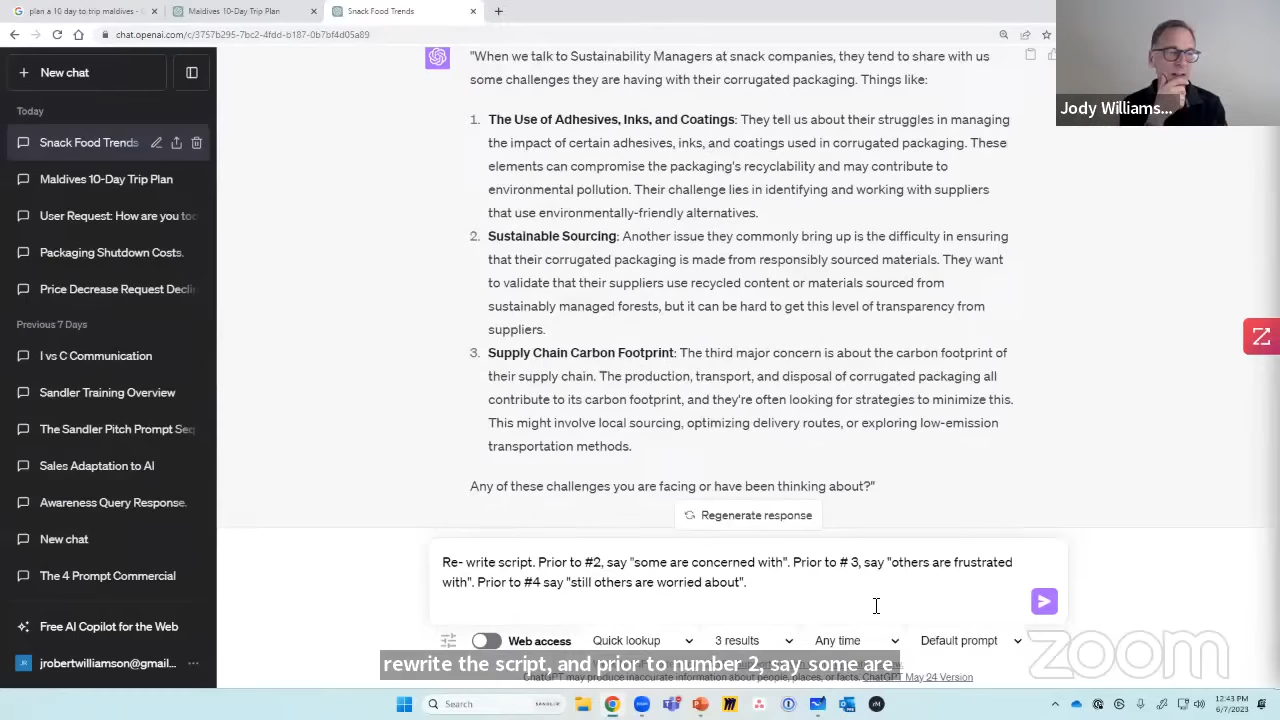 plan a 10 day to:trip maldives - G
Maldives 10-Day Trip Plan
Snack Food Trends
chat.openai.com/c/3757b295-7bc2-4fdd-b187-0b7bf4d05a89
New chat
Today
Snack Food Trends
Maldives 10-Day Trip Plan
User Request: How are you too
Packaging Shutdown Costs.
Price Decrease Request Declin
Previous 7 Days
I vs C Communication
Sandler Training Overview
The Sandler Pitch Prompt Seq
Sales Adaptation to AI
Awareness Query Response.
New chat
The 4 Prompt Commercial
Free AI Copilot for the Web
jrobertwilliamson@gmail....
"When we talk to Sustainability Managers at snack companies, they tend to share with us
some challenges they are having with their corrugated packaging. Things like:
1. The Use of Adhesives, Inks, and Coatings: They tell us about their struggles in managing
the impact of certain adhesives, inks, and coatings used in corrugated packaging. These
elements can compromise the packaging's recyclability and may contribute to
environmental pollution. Their challenge lies in identifying and working with suppliers
that use environmentally-friendly alternatives.
2. Sustainable Sourcing: Another issue they commonly bring up is the difficulty in ensuring
that their corrugated packaging is made from responsibly sourced materials. They want
to validate that their suppliers use recycled content or materials sourced from
sustainably managed forests, but it can be hard to get this level of transparency from
suppliers.
3. Supply Chain Carbon Footprint: The third major concern is about the carbon footprint of
their supply chain. The production, transport, and disposal of corrugated packaging all
contribute to its carbon footprint, and they're often looking for strategies to minimize this.
This might involve local sourcing, optimizing delivery routes, or exploring low-emission
transportation methods.
Any of these challenges you are facing or have been thinking about?"
Regenerate response
Re- write script. Prior to #2, say "some are concerned with". Prior to # 3, say "others are frustrated
with". Prior to #4 say "still others are worried about".
Web access
Quick lookup
3 results
Any time
Default prompt
rewrite the script, and prior to number 2, say some are
ChatGPT may produce inaccurate information about people, places, or facts. ChatGPT May 24 Version
Jody Williams...
zoom
Search
SANDLER
12:43 PM
6/7/2023